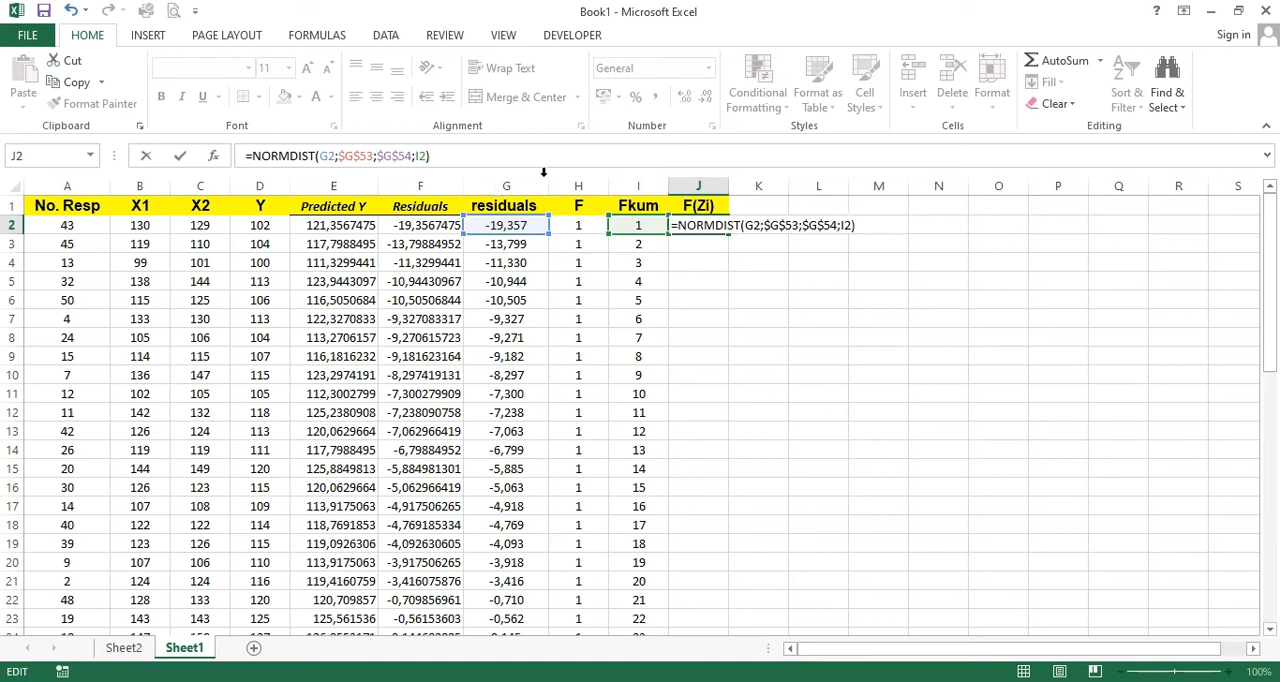 Book1 - Microsoft Excel
?
FILE HOME INSERT PAGE LAYOUT FORMULAS DATA REVIEW VIEW DEVELOPER Sign in
Paste
Cut
Copy
Format Painter
Clipboard
11
B I U
Font
Wrap Text
Merge & Center
Alignment
General
%
Number
Conditional Formatting
Format as Table
Cell Styles
Styles
Insert Delete Format
Cells
AutoSum
Fill
Clear
Sort & Filter
Find & Select
Editing
J2 fx =NORMDIST(G2;$G$53;$G$54;I2)
A B C D E F G H I J K L M N O P Q R S
1 No. Resp X1 X2 Y Predicted Y Residuals residuals F Fkum F(Zi)
2 43 130 129 102 121,3567475 -19,3567475 -19,357 1 1 =NORMDIST(G2;$G$53;$G$54;I2)
3 45 119 110 104 117,7988495 -13,79884952 -13,799 1 2
4 13 99 101 100 111,3299441 -11,3299441 -11,330 1 3
5 32 138 144 113 123,9443097 -10,94430967 -10,944 1 4
6 50 115 125 106 116,5050684 -10,50506844 -10,505 1 5
7 4 133 130 113 122,3270833 -9,327083317 -9,327 1 6
8 24 105 106 104 113,2706157 -9,270615723 -9,271 1 7
9 15 114 115 107 116,1816232 -9,181623164 -9,182 1 8
10 7 136 147 115 123,2974191 -8,297419131 -8,297 1 9
11 12 102 105 105 112,3002799 -7,300279909 -7,300 1 10
12 11 142 132 118 125,2380908 -7,238090758 -7,238 1 11
13 42 126 124 113 120,0629664 -7,062966419 -7,063 1 12
14 26 119 119 111 117,7988495 -6,79884952 -6,799 1 13
15 20 144 149 120 125,8849813 -5,884981301 -5,885 1 14
16 30 126 123 115 120,0629664 -5,062966419 -5,063 1 15
17 14 107 108 109 113,9175063 -4,917506265 -4,918 1 16
18 40 122 122 114 118,7691853 -4,769185334 -4,769 1 17
19 39 123 126 115 119,0926306 -4,092630605 -4,093 1 18
20 9 107 106 110 113,9175063 -3,917506265 -3,918 1 19
21 2 124 124 116 119,4160759 -3,416075876 -3,416 1 20
22 48 128 133 120 120,709857 -0,709856961 -0,710 1 21
23 19 143 143 125 125,561536 -0,56153603 -0,562 1 22
Sheet2 Sheet1
EDIT 100%